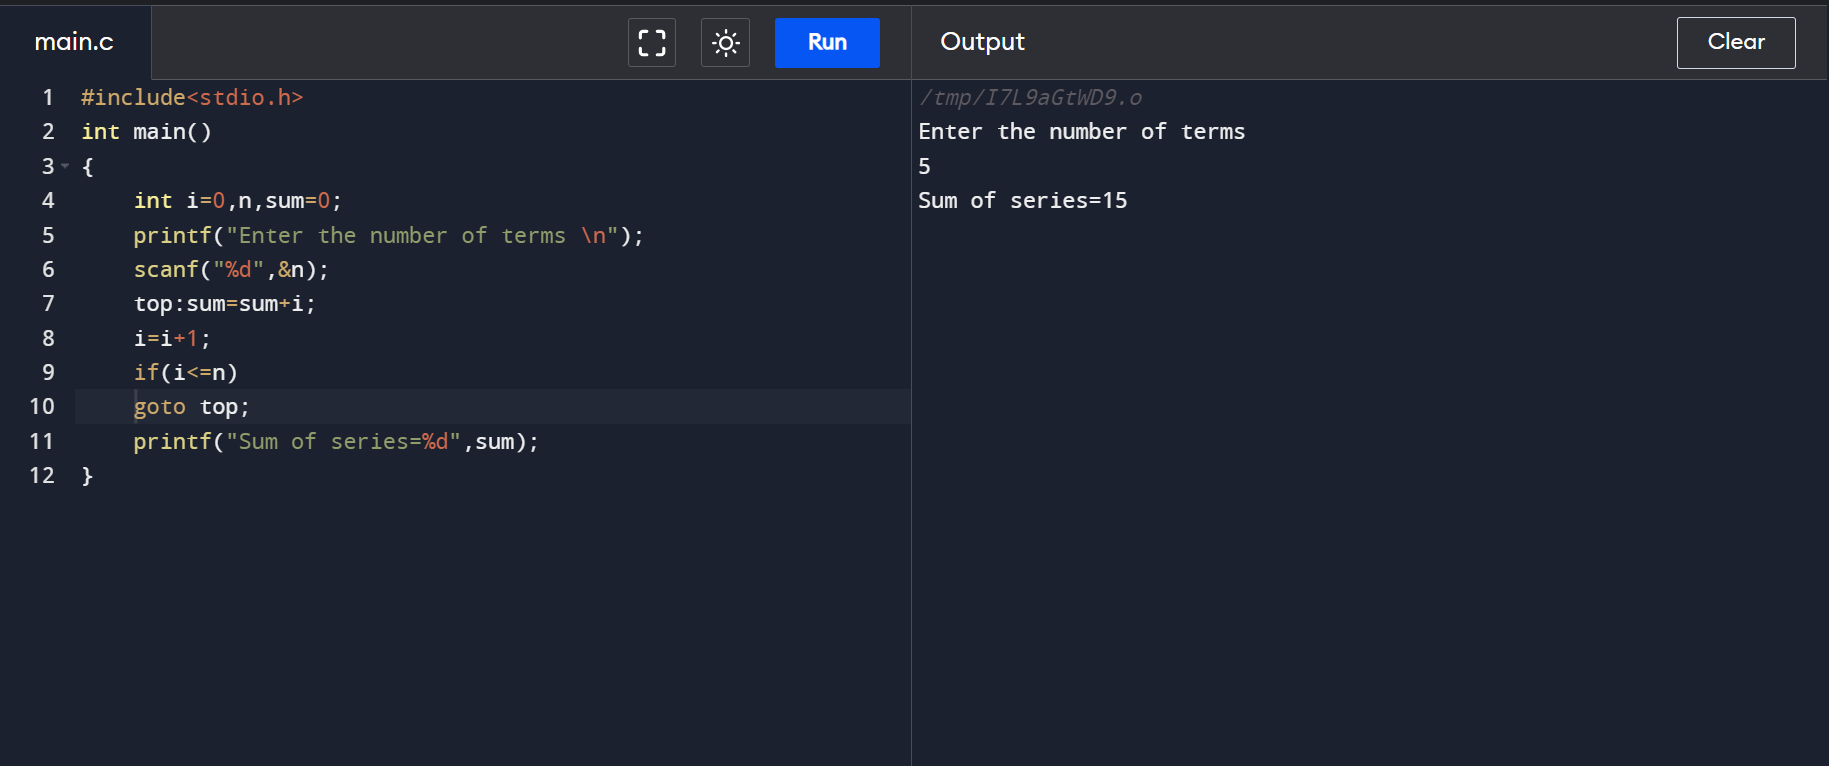 main.c
Run
Output
Clear
1 #include<stdio.h>
2 int main()
3 {
4     int i=0,n,sum=0;
5     printf("Enter the number of terms \n");
6     scanf("%d",&n);
7     top:sum=sum+i;
8     i=i+1;
9     if(i<=n)
10     goto top;
11     printf("Sum of series=%d",sum);
12 }
/tmp/I7L9aGtWD9.o
Enter the number of terms
5
Sum of series=15